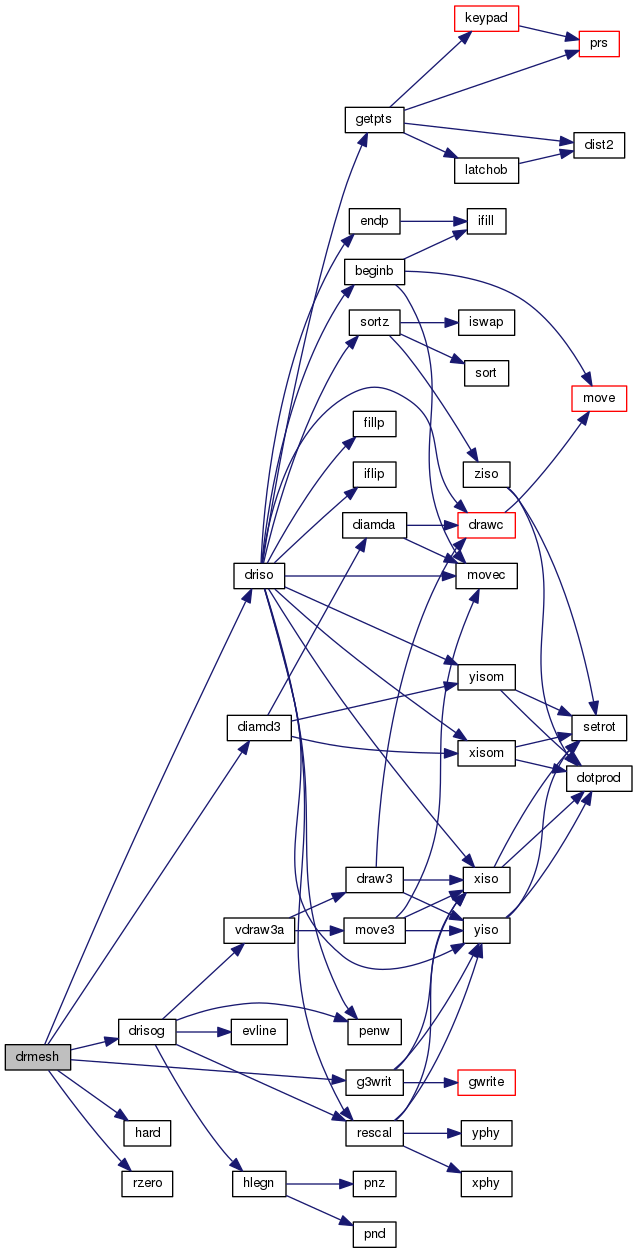 keypad
prs
getpts
dist2
latchob
endp
ifill
beginb
sortz
iswap
sort
move
fillp
iflip
ziso
diamda
drawc
driso
movec
yisom
setrot
diamd3
xisom
dotprod
draw3
xiso
vdraw3a
move3
yiso
drisog
evline
penw
drmesh
g3writ
gwrite
hard
rescal
yphy
rzero
hlegn
pnz
xphy
pnd